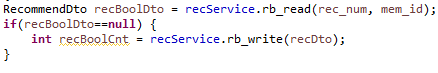 RecommendDto recBoolDto = recService.rb_read(rec_num, mem_id);
if(recBoolDto==null) {
    int recBoolCnt = recService.rb_write(recDto);
}